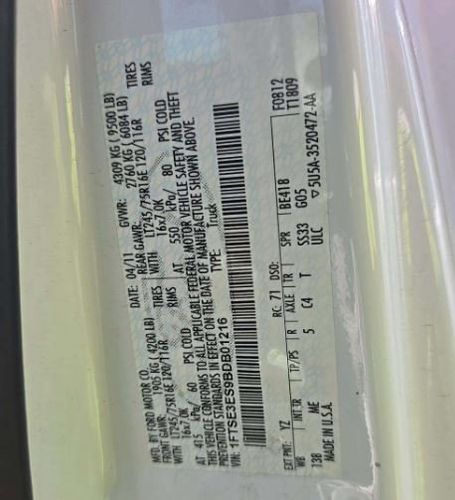 MFD. BY FORD MOTOR CO.
DATE: 04/11 GVWR: 4309 KG ( 9500 LB)
FRONT GAWR: 1905 KG ( 4200 LB) REAR GAWR: 2760 KG ( 6084 LB)
WITH LT245/75R16E 120/116R TIRES WITH LT245/75R16E 120/116R TIRES
16x7.0K RIMS 16x7.0K RIMS
AT 415 kPa/ 60 PSI COLD AT 550 kPa/ 80 PSI COLD
THIS VEHICLE CONFORMS TO ALL APPLICABLE FEDERAL MOTOR VEHICLE SAFETY AND THEFT
PREVENTION STANDARDS IN EFFECT ON THE DATE OF MANUFACTURE SHOWN ABOVE.
VIN: 1FTSE3ES9BDB01216 TYPE: Truck
F0812
T1809
EXT PNT: YZ RC: 71 DSO:
WB INT TR TP/PS R AXLE TR SPR BE418
138 ME 5 C4 T SS33 G05
MADE IN U.S.A. ULC ▽5U5A-3520472-AA